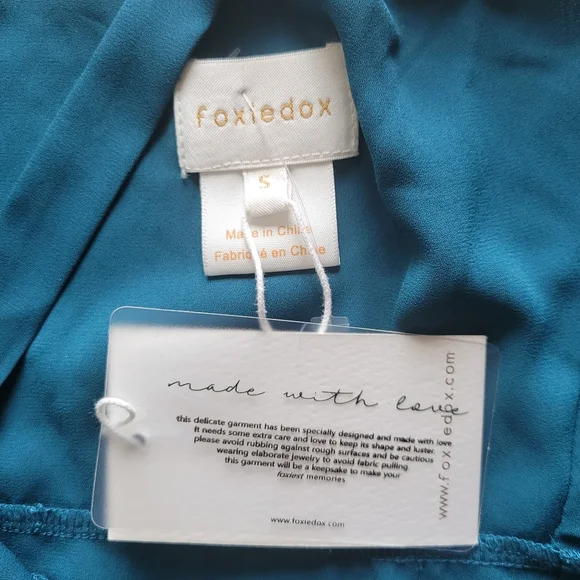 foxiedox
S
Made in China
Fabriqué en Chine
made with love
this delicate garment has been specially designed and made with love
It needs some extra care and love to keep its shape and luster.
please avoid rubbing against rough surfaces and be cautious
wearing elaborate jewelry to avoid fabric pulling.
this garment will be a keepsake to make your
foxiest memories
www.foxiedox.com
www.foxiedox.com